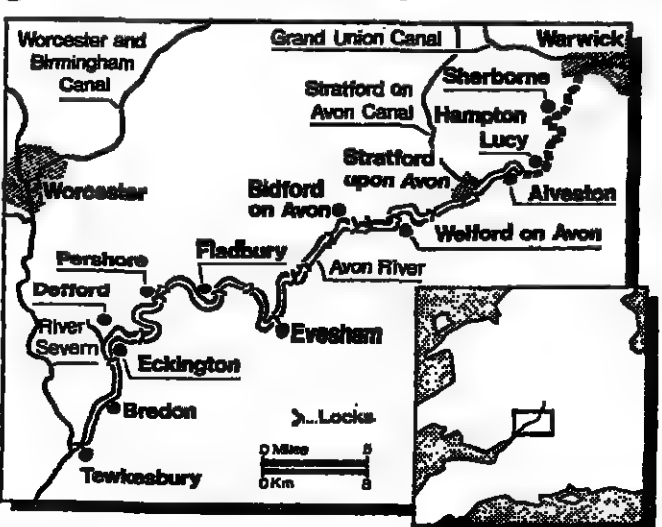 Worcester and
Birmingham
Canal
Grand Union Canal
Warwick
Stratford on
Avon Canal
Sherborne
Hampton
Lucy
Stratford
upon Avon
Alveston
Worcester
Bidford
on Avon
Welford on Avon
Pershore
Fladbury
Avon River
Defford
River
Severn
Evesham
Eckington
Bredon
...Locks
0 Miles 5
0 Km 8
Tewkesbury